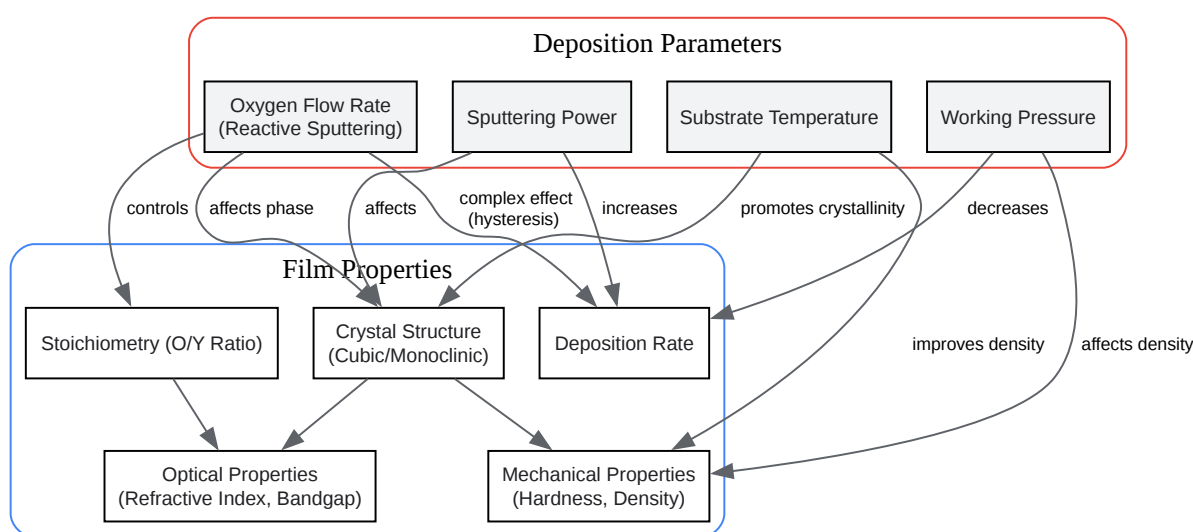 Deposition Parameters
Oxygen Flow Rate
(Reactive Sputtering)
Sputtering Power
Substrate Temperature
Working Pressure
controls
affects phase
affects
complex effect
(hysteresis)
increases
promotes crystallinity
decreases
Film Properties
Stoichiometry (O/Y Ratio)
Crystal Structure
(Cubic/Monoclinic)
Deposition Rate
improves density
affects density
Optical Properties
(Refractive Index, Bandgap)
Mechanical Properties
(Hardness, Density)